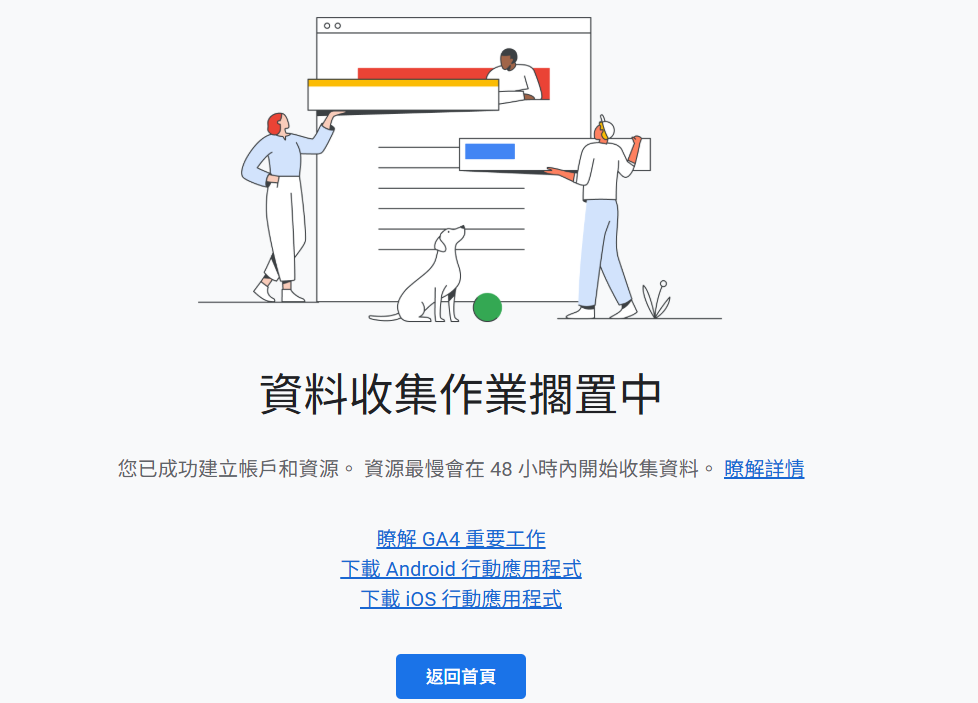 資料收集作業擱置中
您已成功建立帳戶和資源。 資源最慢會在 48 小時內開始收集資料。 瞭解詳情
瞭解 GA4 重要工作
下載 Android 行動應用程式
下載 iOS 行動應用程式
返回首頁